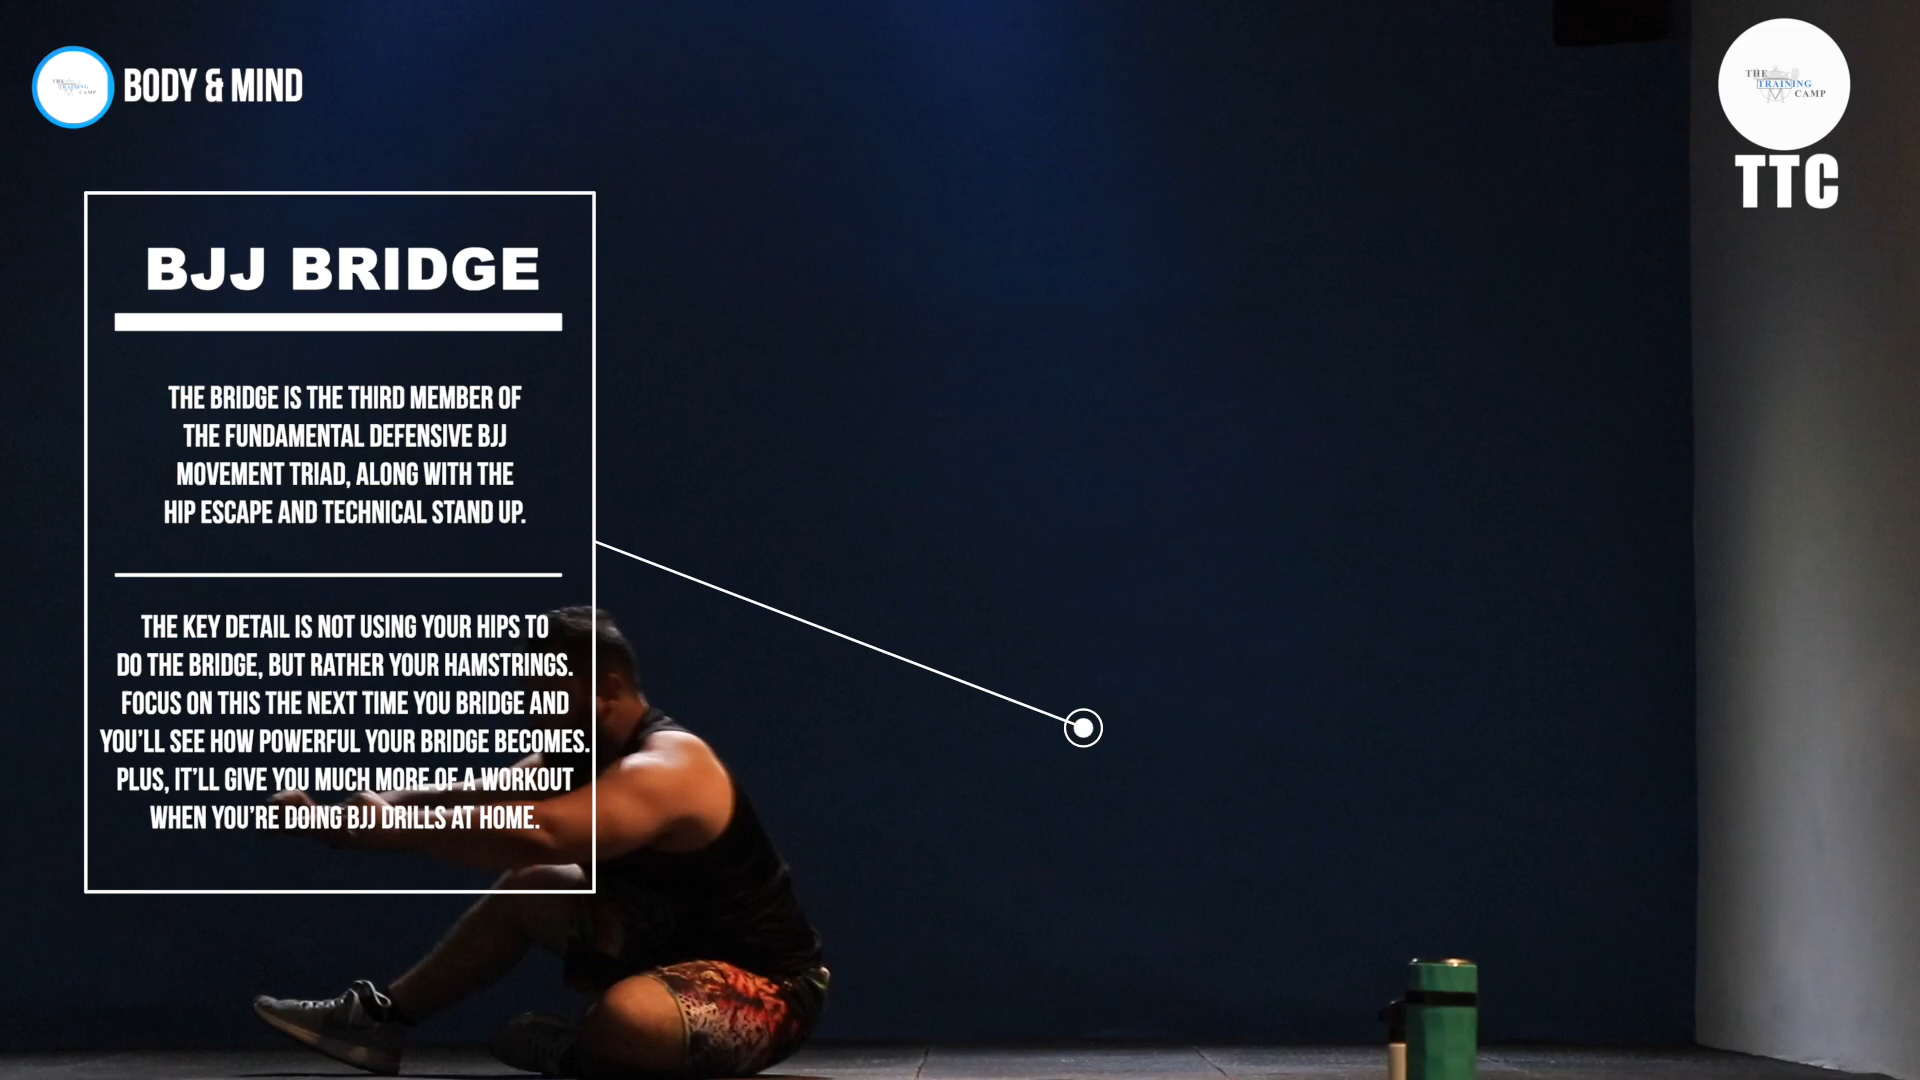 BODY & MIND
THE
TRAINING
CAMP
TTC
BJJ BRIDGE
THE BRIDGE IS THE THIRD MEMBER OF
THE FUNDAMENTAL DEFENSIVE BJJ
MOVEMENT TRIAD, ALONG WITH THE
HIP ESCAPE AND TECHNICAL STAND UP.
THE KEY DETAIL IS NOT USING YOUR HIPS TO
DO THE BRIDGE, BUT RATHER YOUR HAMSTRINGS.
FOCUS ON THIS THE NEXT TIME YOU BRIDGE AND
YOU'LL SEE HOW POWERFUL YOUR BRIDGE BECOMES.
PLUS, IT'LL GIVE YOU MUCH MORE OF A WORKOUT
WHEN YOU'RE DOING BJJ DRILLS AT HOME.